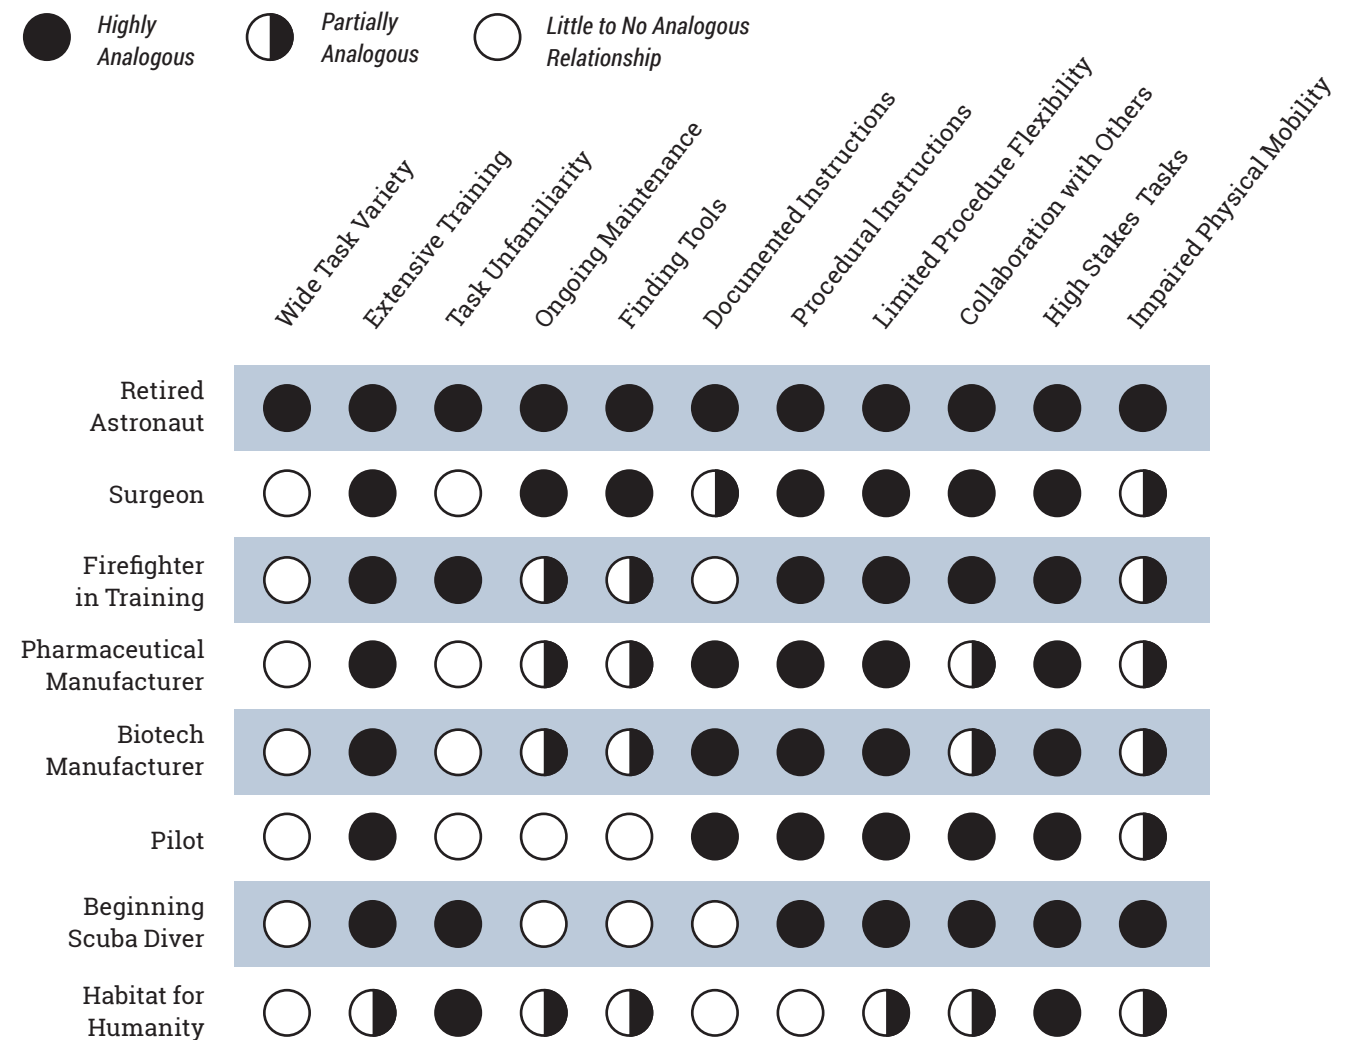 Highly
Analogous
Partially
Analogous
Little to No Analogous
Relationship
Wide Task Variety
Extensive Training
Task Unfamiliarity
Ongoing Maintenance
Finding Tools
Documented Instructions
Procedural Instructions
Limited Procedure Flexibility
Collaboration with Others
High Stakes Tasks
Impaired Physical Mobility
Retired
Astronaut
Surgeon
Firefighter
in Training
Pharmaceutical
Manufacturer
Biotech
Manufacturer
Pilot
Beginning
Scuba Diver
Habitat for
Humanity